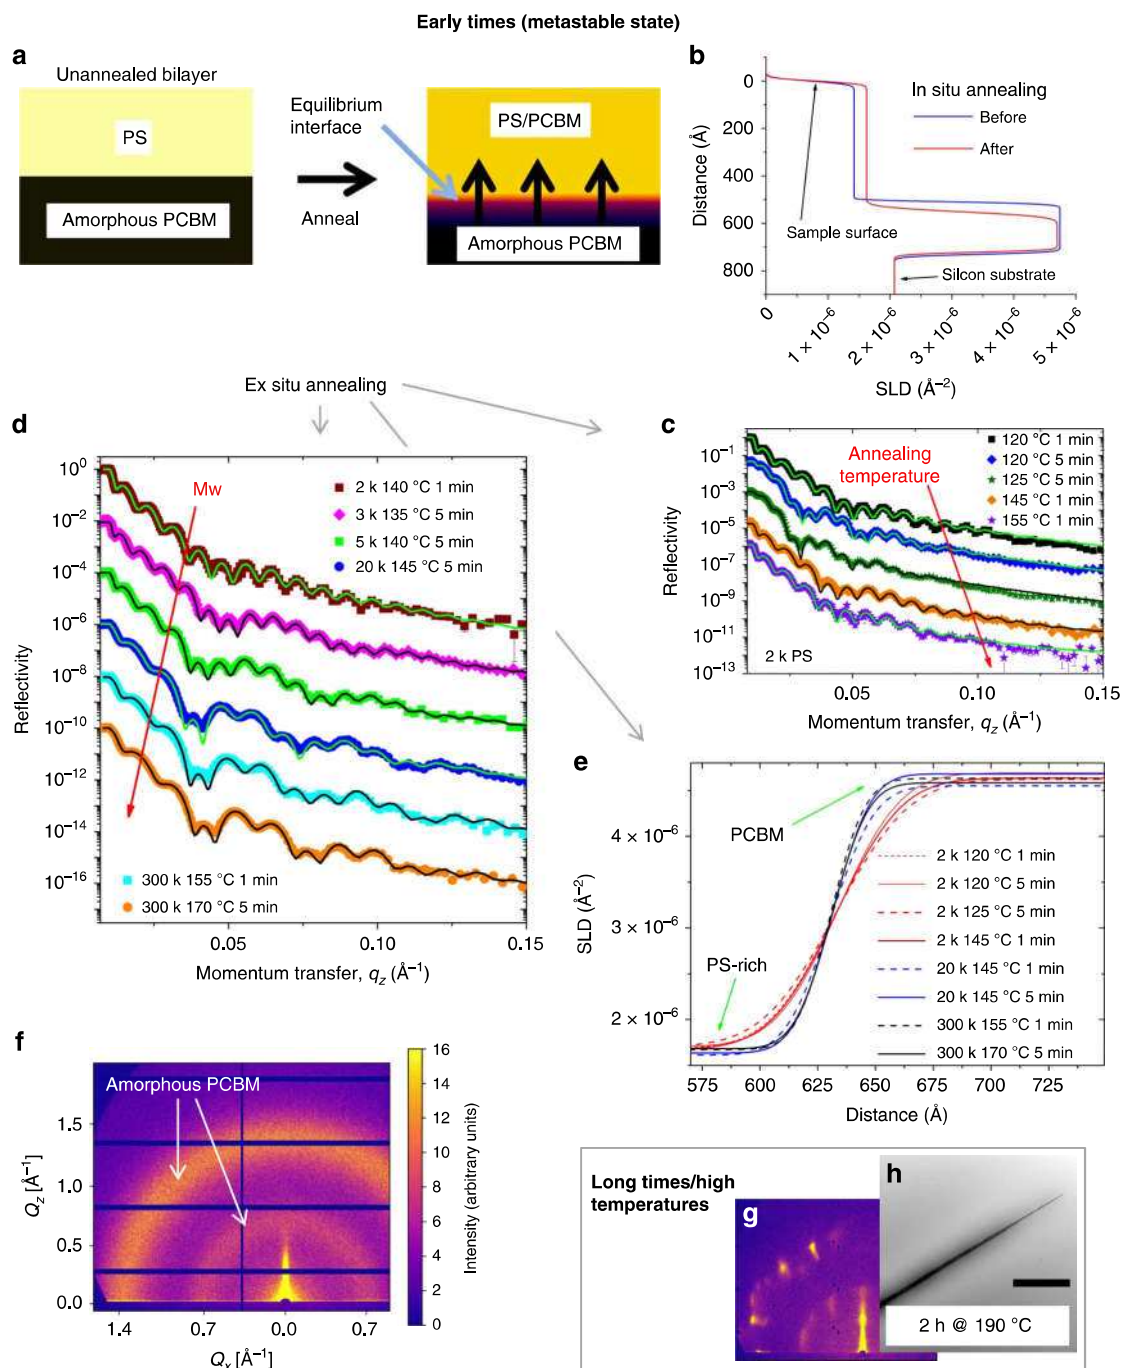 Early times (metastable state)
a
Unannealed bilayer
PS
Amorphous PCBM
Anneal
Equilibrium
interface
PS/PCBM
Amorphous PCBM
b
In situ annealing
Before
After
Sample surface
Silcon substrate
Distance (Å)
0
200
400
600
800
0
1 × 10⁻⁶
2 × 10⁻⁶
3 × 10⁻⁶
4 × 10⁻⁶
5 × 10⁻⁶
SLD (Å⁻²)
Ex situ annealing
d
Mw
2 k 140 °C 1 min
3 k 135 °C 5 min
5 k 140 °C 5 min
20 k 145 °C 5 min
300 k 155 °C 1 min
300 k 170 °C 5 min
Reflectivity
10⁰
10⁻²
10⁻⁴
10⁻⁶
10⁻⁸
10⁻¹⁰
10⁻¹²
10⁻¹⁴
10⁻¹⁶
0.05
0.10
0.15
Momentum transfer, q_z (Å⁻¹)
c
Annealing
temperature
120 °C 1 min
120 °C 5 min
125 °C 5 min
145 °C 1 min
155 °C 1 min
2 k PS
Reflectivity
10⁻¹
10⁻³
10⁻⁵
10⁻⁷
10⁻⁹
10⁻¹¹
10⁻¹³
0.05
0.10
0.15
Momentum transfer, q_z (Å⁻¹)
e
PCBM
PS-rich
2 k 120 °C 1 min
2 k 120 °C 5 min
2 k 125 °C 5 min
2 k 145 °C 1 min
20 k 145 °C 1 min
20 k 145 °C 5 min
300 k 155 °C 1 min
300 k 170 °C 5 min
SLD (Å⁻²)
4 × 10⁻⁶
3 × 10⁻⁶
2 × 10⁻⁶
575
600
625
650
675
700
725
Distance (Å)
f
Amorphous PCBM
Q_z [Å⁻¹]
1.5
1.0
0.5
0.0
1.4
0.7
0.0
0.7
Q_x [Å⁻¹]
16
14
12
10
8
6
4
2
0
Intensity (arbitrary units)
Long times/high
temperatures
g
h
2 h @ 190 °C